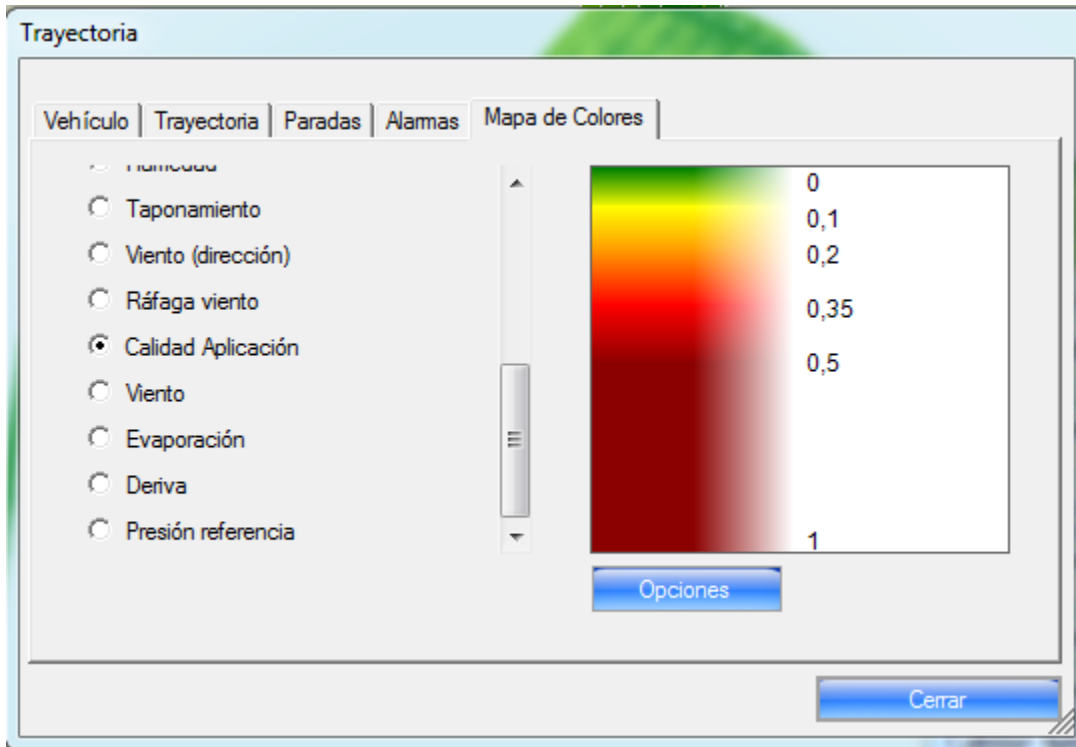 Trayectoria
Vehículo
Trayectoria
Paradas
Alarmas
Mapa de Colores
Humedad
Taponamiento
Viento (dirección)
Ráfaga viento
Calidad Aplicación
Viento
Evaporación
Deriva
Presión referencia
0
0,1
0,2
0,35
0,5
1
Opciones
Cerrar